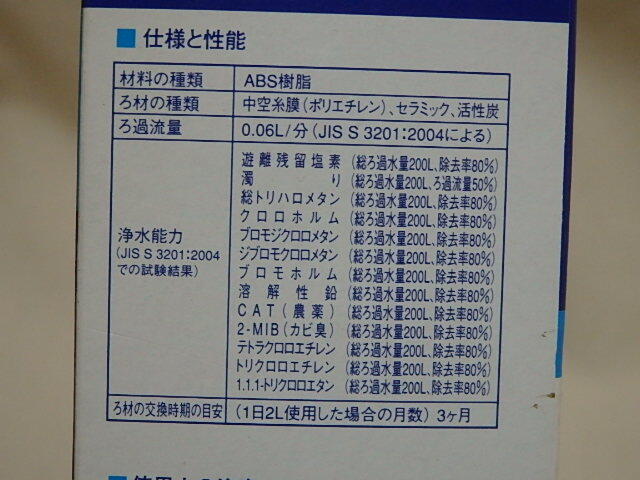 ■ 仕様と性能
材料の種類 ABS樹脂
ろ材の種類 中空糸膜(ポリエチレン)、セラミック、活性炭
ろ過流量 0.06L/分(JIS S 3201:2004による)
浄水能力
(JIS S 3201:2004
での試験結果)
遊離残留塩素 (総ろ過水量200L、除去率80%)
濁り (総ろ過水量200L、ろ過流量50%)
総トリハロメタン (総ろ過水量200L、除去率80%)
クロロホルム (総ろ過水量200L、除去率80%)
ブロモジクロロメタン (総ろ過水量200L、除去率80%)
ジブロモクロロメタン (総ろ過水量200L、除去率80%)
ブロモホルム (総ろ過水量200L、除去率80%)
溶解性鉛 (総ろ過水量200L、除去率80%)
CAT(農薬) (総ろ過水量200L、除去率80%)
2-MIB(カビ臭) (総ろ過水量200L、除去率80%)
テトラクロロエチレン (総ろ過水量200L、除去率80%)
トリクロロエチレン (総ろ過水量200L、除去率80%)
1.1.1-トリクロロエタン (総ろ過水量200L、除去率80%)
ろ材の交換時期の目安 (1日2L使用した場合の月数) 3ヶ月